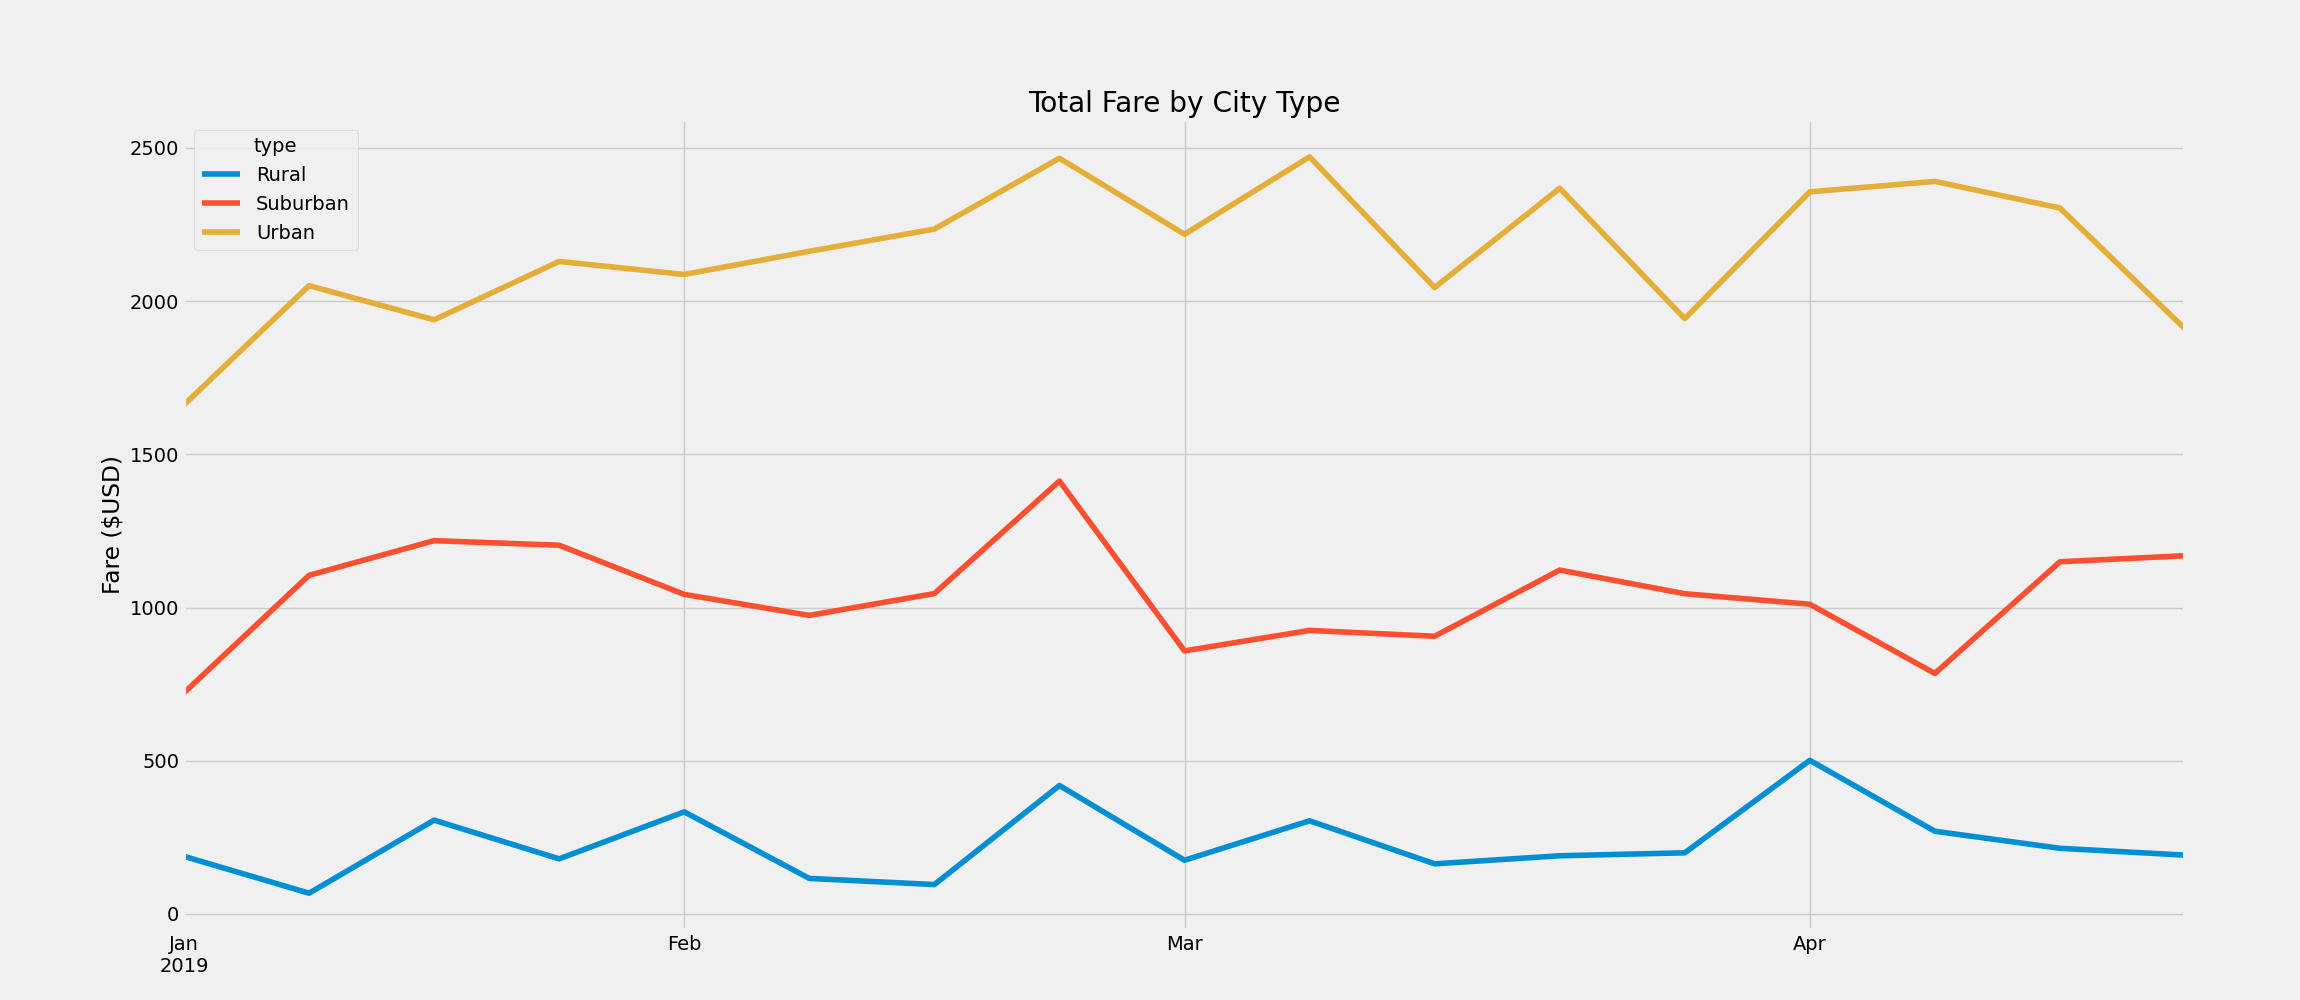 Total Fare by City Type
type
Rural
Suburban
Urban
Fare ($USD)
2500
2000
1500
1000
500
0
Jan
2019
Feb
Mar
Apr